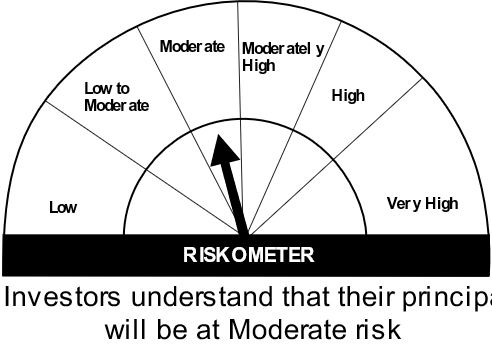 Moderate
Moderately
High
Low to
Moderate
High
Low
Very High
RISKOMETER
Investors understand that their principa
will be at Moderate risk